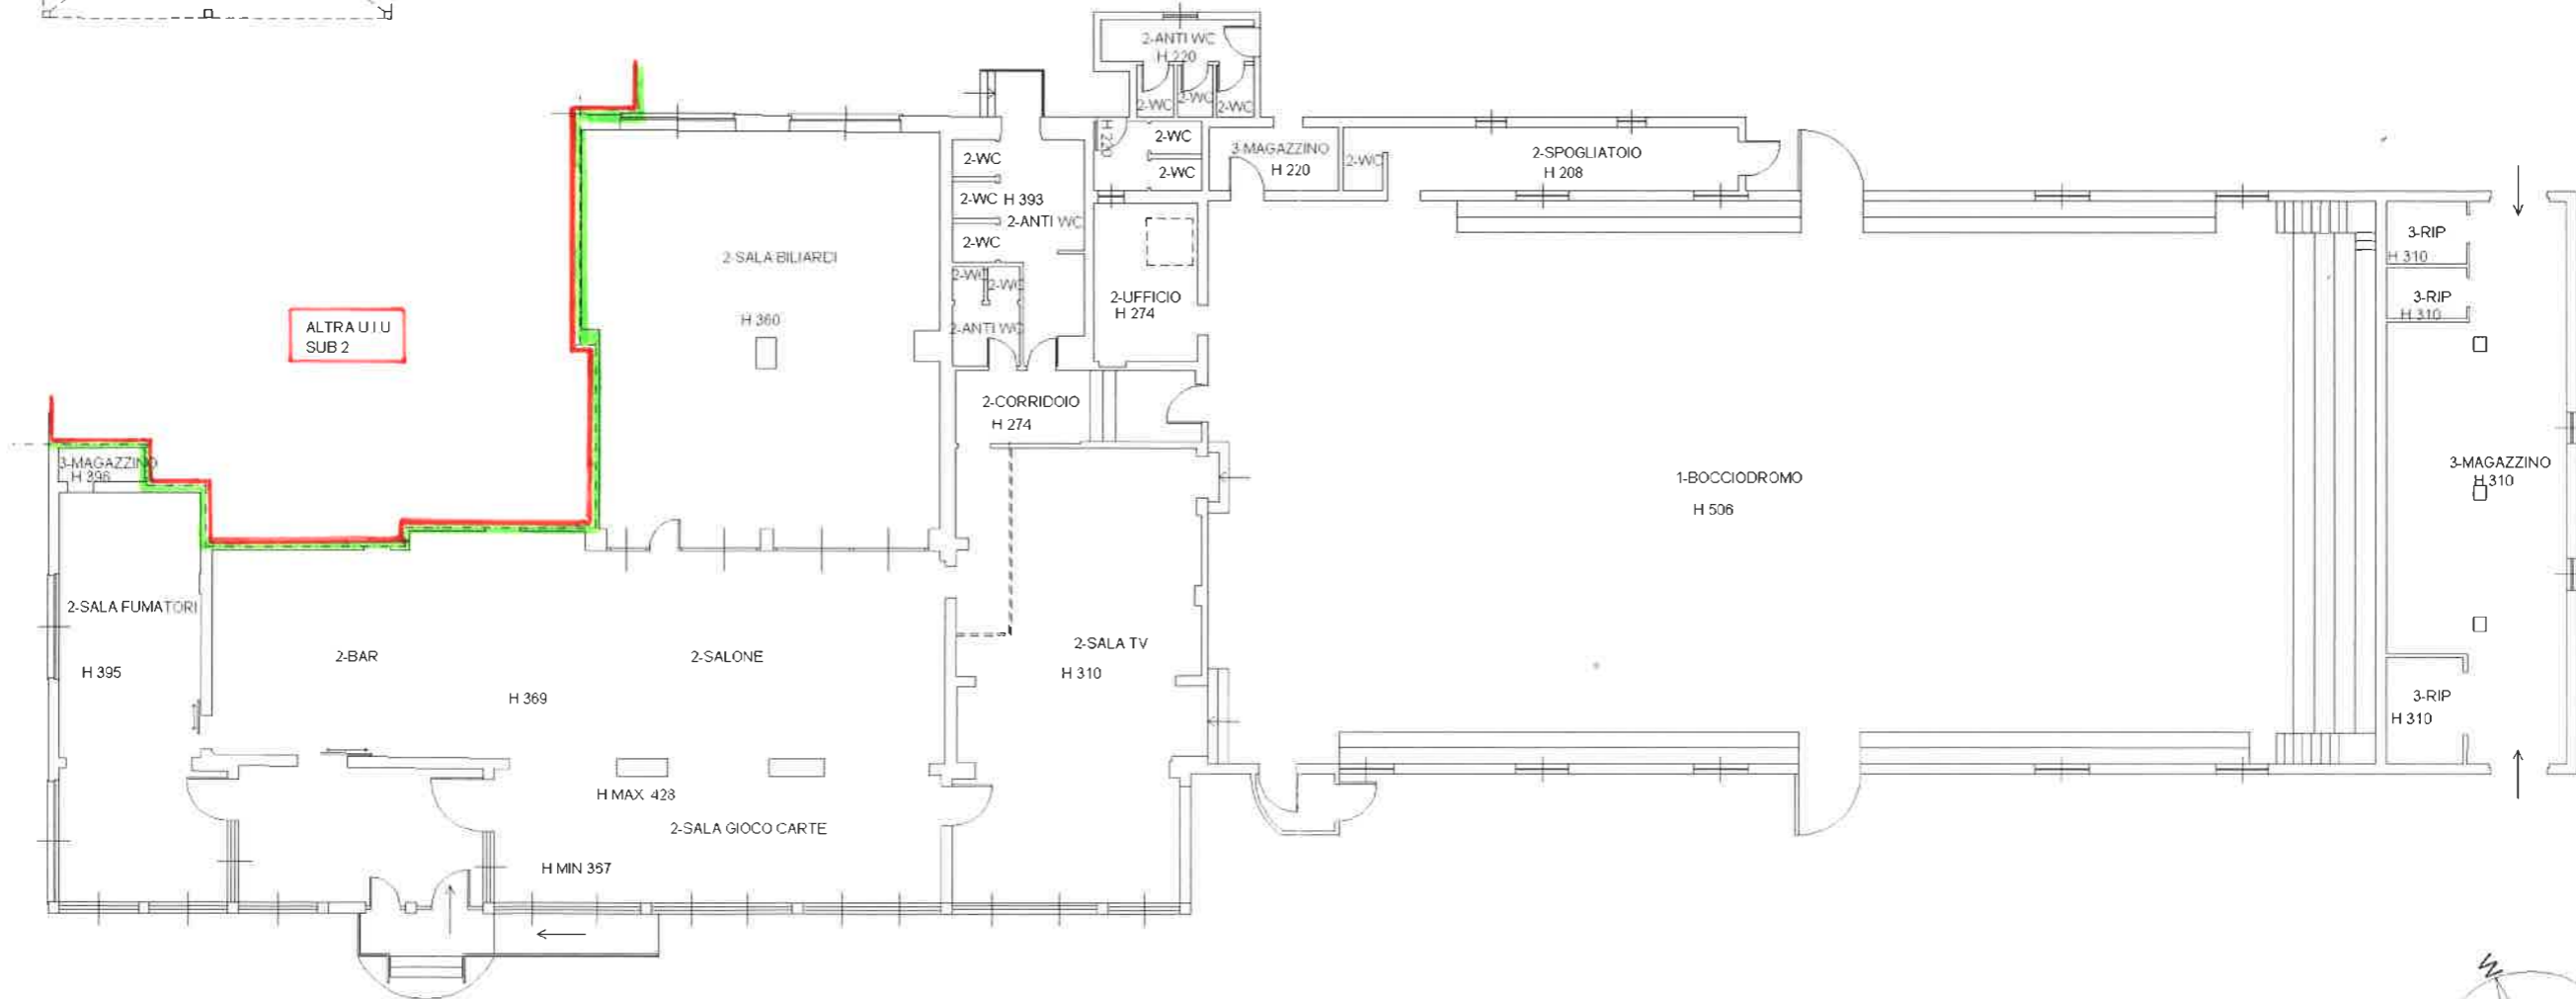 2-ANTI WC
H 220
2-WC
2-WC
2-WC
H 220
2-WC
2-WC
3-MAGAZZINO
H 220
2-WC
2-SPOGLIATOIO
H 208
2-WC
2-WC H 393
2-ANTI WC
2-WC
2-WC
2-WC
2-ANTI WC
2-SALA BILIARDI
H 360
2-UFFICIO
H 274
3-RIP
H 310
3-RIP
H 310
ALTRA U I U
SUB 2
2-CORRIDOIO
H 274
3-MAGAZZINO
H 396
1-BOCCIODROMO
H 506
3-MAGAZZINO
H 310
2-SALA FUMATORI
H 395
2-BAR
2-SALONE
H 369
2-SALA TV
H 310
3-RIP
H 310
H MAX 428
2-SALA GIOCO CARTE
H MIN 367
W